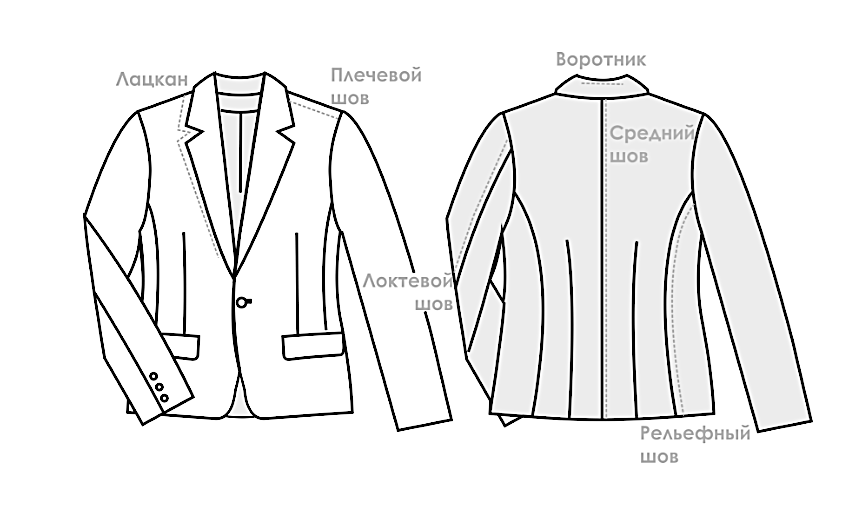 Лацкан
Плечевой
шов
Воротник
Средний
шов
Локтевой
шов
Рельефный
шов